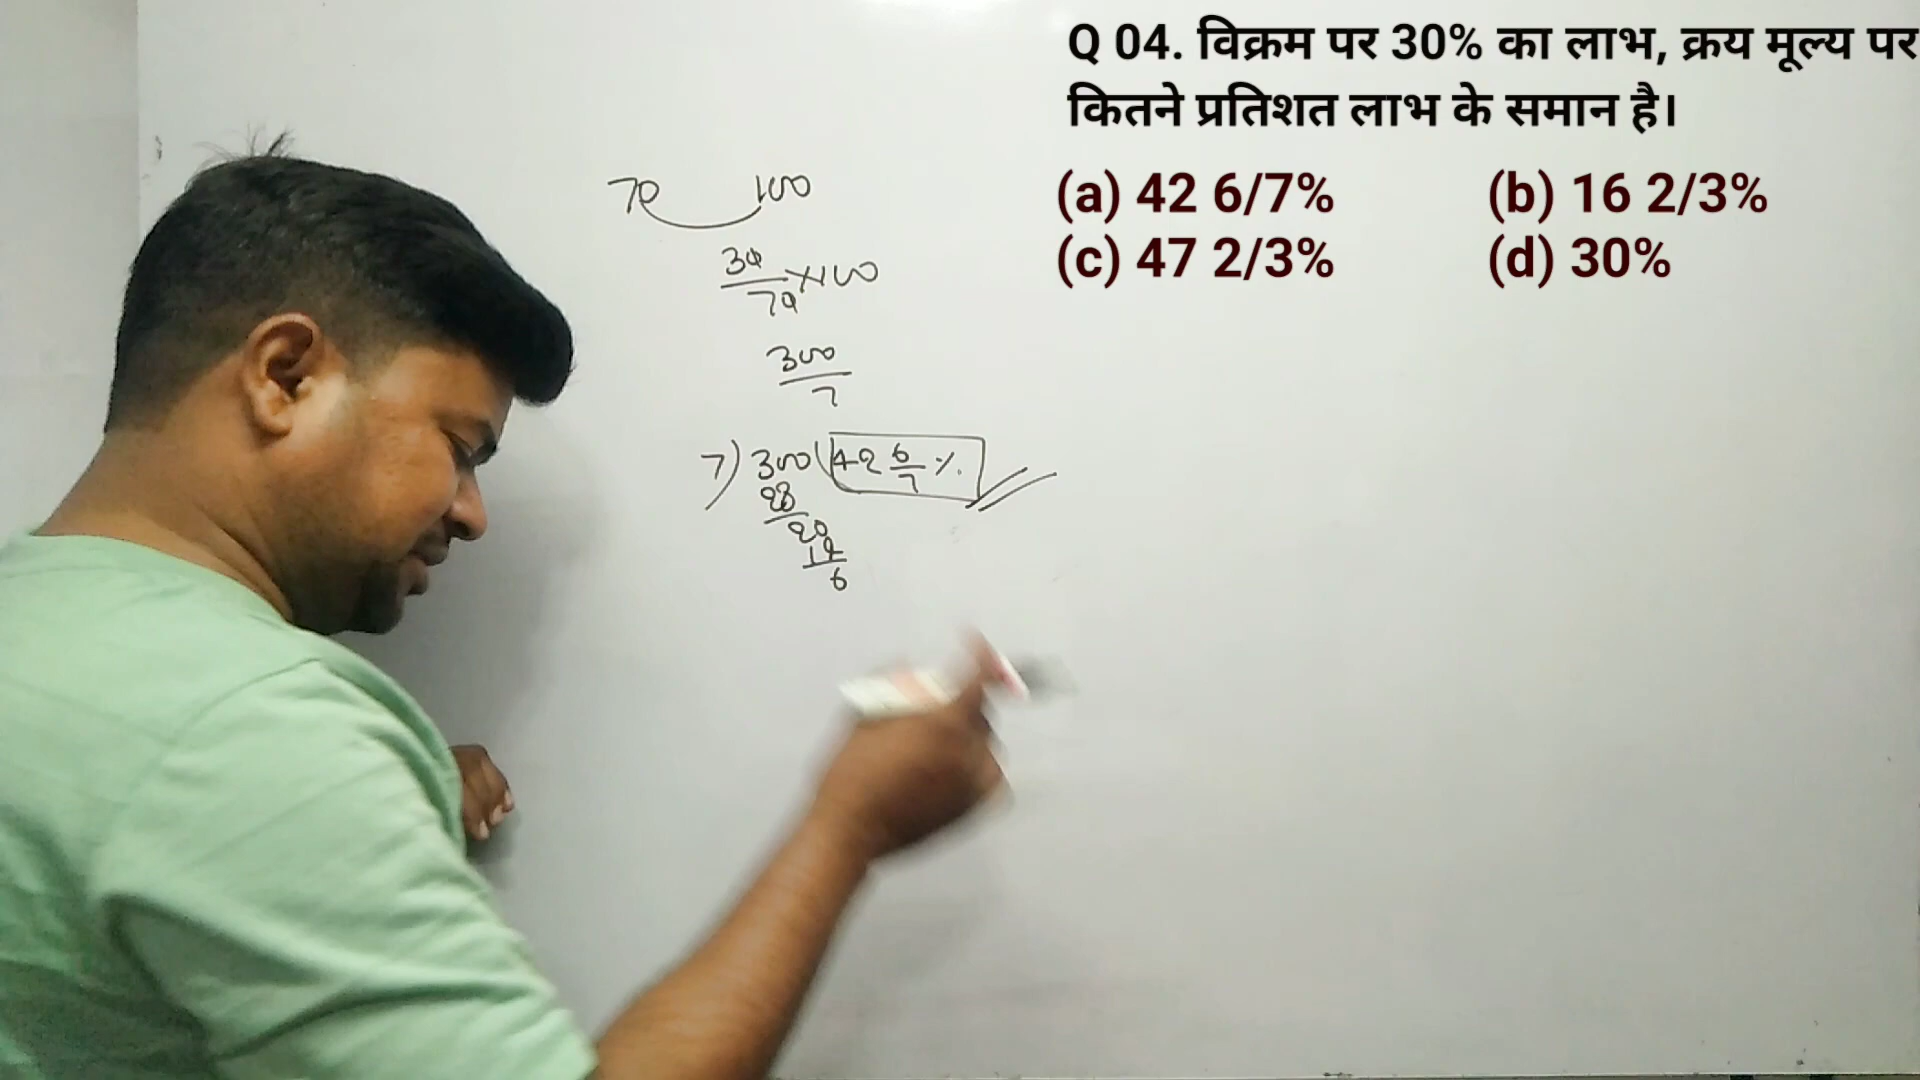 Q 04. विक्रम पर 30% का लाभ, क्रय मूल्य पर
कितने प्रतिशत लाभ के समान है।
(a) 42 6/7% (b) 16 2/3%
(c) 47 2/3% (d) 30%
70 100
30/70 ×100
300/7
7) 300 (42 6/7 %
28
20
14
6